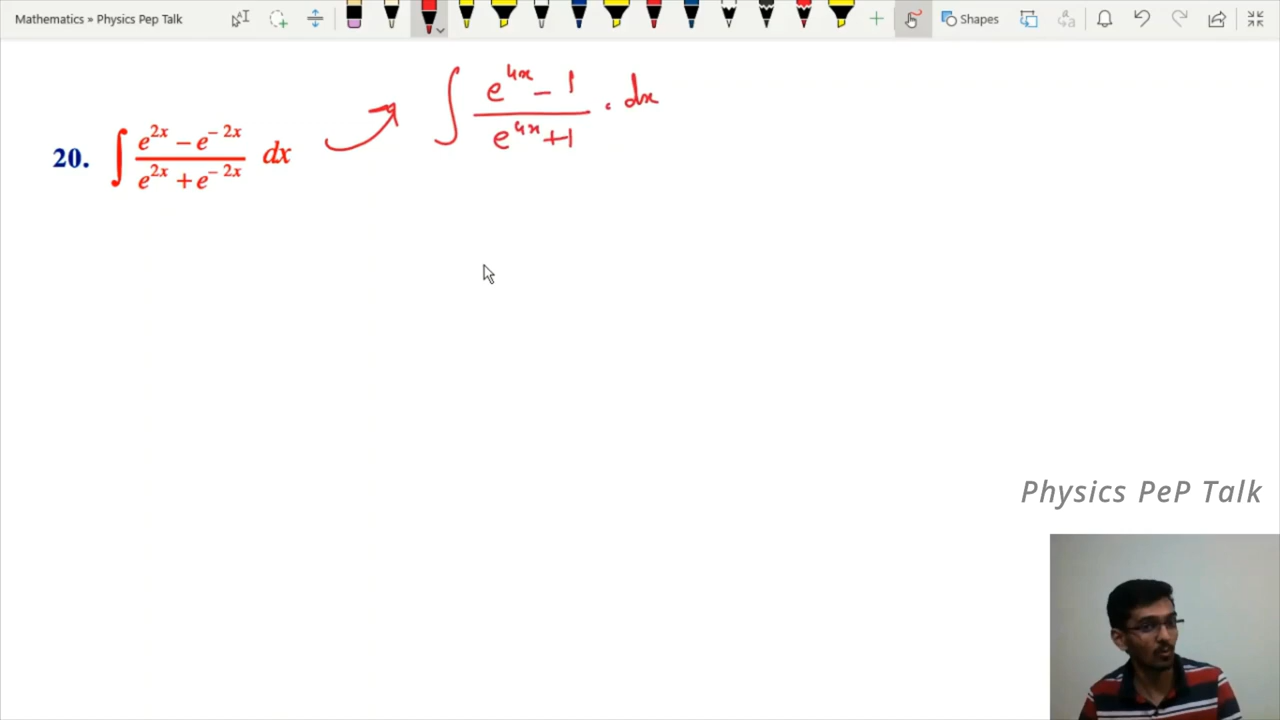 Mathematics » Physics Pep Talk
Shapes
∫ (e^{4x} - 1)/(e^{4x} + 1) . dx
20. ∫ (e^{2x} - e^{-2x})/(e^{2x} + e^{-2x}) dx
Physics PeP Talk